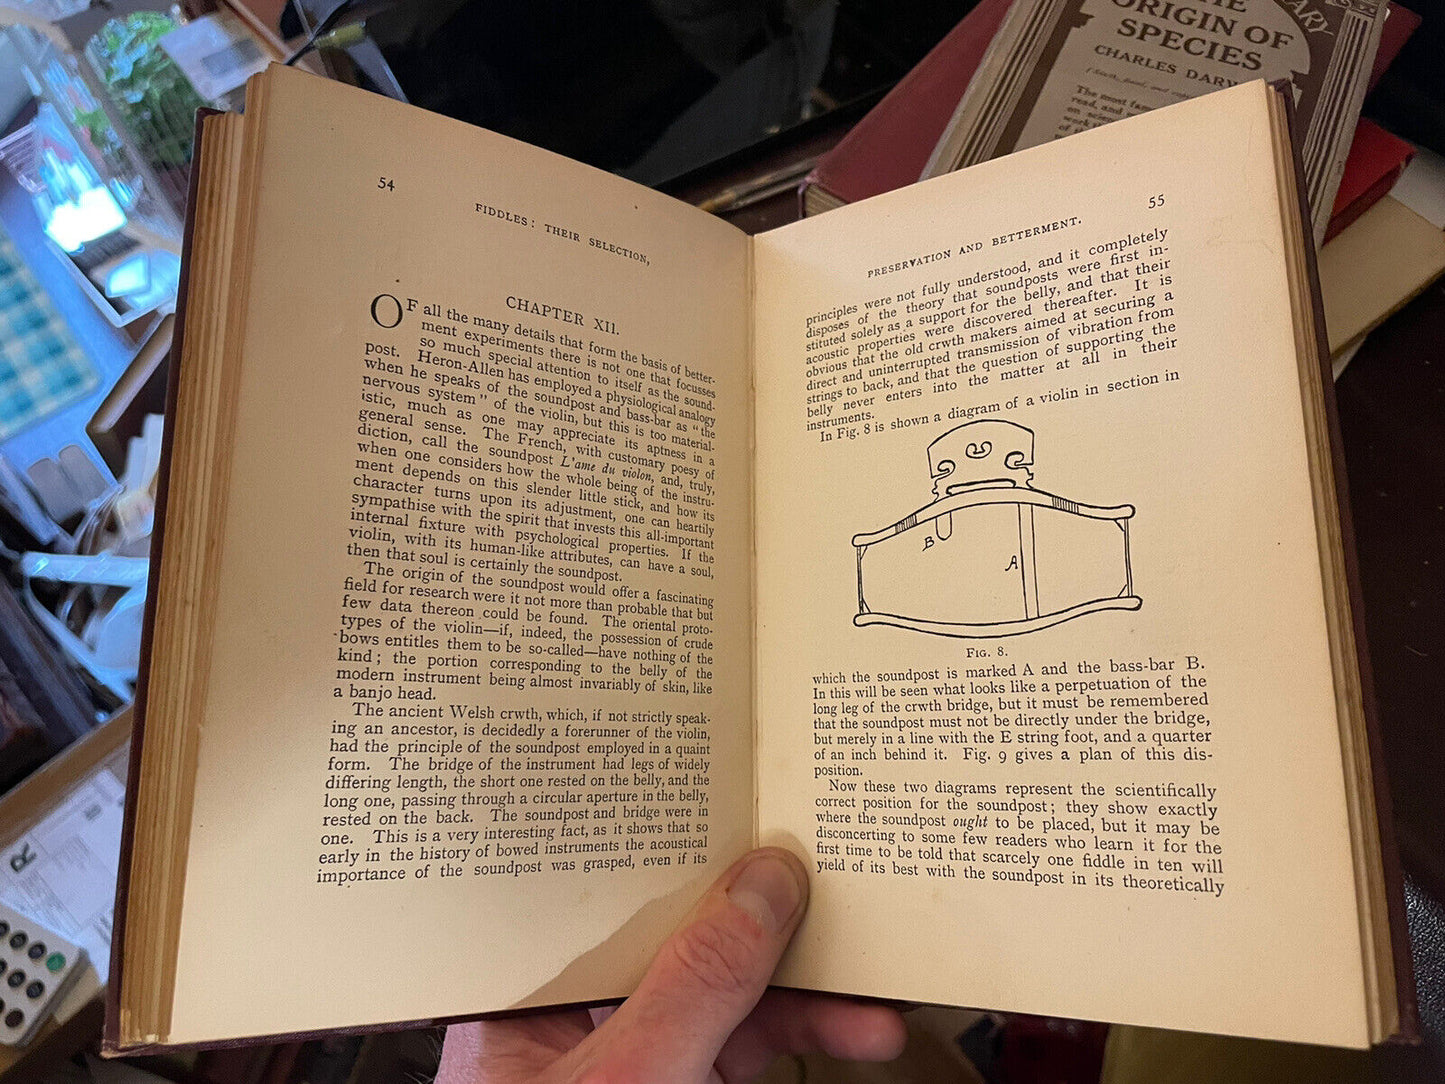 54
FIDDLES: THEIR SELECTION,
CHAPTER XII.
OF all the many details that form the basis of better-
ment experiments there is not one that focusses
so much special attention to itself as the sound-
post. Heron-Allen has employed a physiological analogy
when he speaks of the soundpost and bass-bar as "the
nervous system" of the violin, but this is too material-
istic, much as one may appreciate its aptness in a
general sense. The French, with customary poesy of
diction, call the soundpost L'ame du violon, and, truly,
when one considers how the whole being of the instru-
ment depends on this slender little stick, and how its
character turns upon its adjustment, one can heartily
sympathise with the spirit that invests this all-important
internal fixture with psychological properties. If the
violin, with its human-like attributes, can have a soul,
then that soul is certainly the soundpost.
The origin of the soundpost would offer a fascinating
field for research were it not more than probable that but
few data thereon could be found. The oriental proto-
types of the violin—if, indeed, the possession of crude
bows entitles them to be so-called—have nothing of the
kind; the portion corresponding to the belly of the
modern instrument being almost invariably of skin, like
a banjo head.
The ancient Welsh crwth, which, if not strictly speak-
ing an ancestor, is decidedly a forerunner of the violin,
had the principle of the soundpost employed in a quaint
form. The bridge of the instrument had legs of widely
differing length, the short one rested on the belly, and the
long one, passing through a circular aperture in the belly,
rested on the back. The soundpost and bridge were in
one. This is a very interesting fact, as it shows that so
early in the history of bowed instruments the acoustical
importance of the soundpost was grasped, even if its
55
PRESERVATION AND BETTERMENT.
principles were not fully understood, and it completely
disposes of the theory that soundposts were first in-
stituted solely as a support for the belly, and that their
acoustic properties were discovered thereafter. It is
obvious that the old crwth makers aimed at securing a
direct and uninterrupted transmission of vibration from
strings to back, and that the question of supporting the
belly never enters into the matter at all in their
instruments.
In Fig. 8 is shown a diagram of a violin in section in
B
A
FIG. 8.
which the soundpost is marked A and the bass-bar B.
In this will be seen what looks like a perpetuation of the
long leg of the crwth bridge, but it must be remembered
that the soundpost must not be directly under the bridge,
but merely in a line with the E string foot, and a quarter
of an inch behind it. Fig. 9 gives a plan of this dis-
position.
Now these two diagrams represent the scientifically
correct position for the soundpost; they show exactly
where the soundpost ought to be placed, but it may be
disconcerting to some few readers who learn it for the
first time to be told that scarcely one fiddle in ten will
yield of its best with the soundpost in its theoretically
THE
ORIGIN OF
SPECIES
CHARLES DARW
The most fam
read, and
on scien
work
of
R